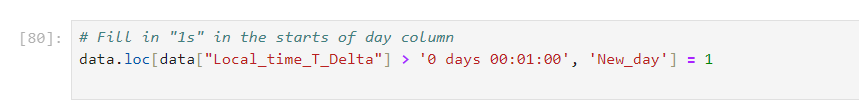 [80]: # Fill in "1s" in the starts of day column
data.loc[data["Local_time_T_Delta"] > '0 days 00:01:00', 'New_day'] = 1